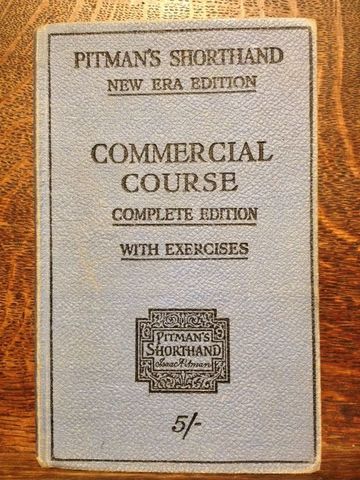 PITMAN'S SHORTHAND
NEW ERA EDITION
COMMERCIAL
COURSE
COMPLETE EDITION
WITH EXERCISES
PITMAN'S
SHORTHAND
Isaac Pitman
5/-